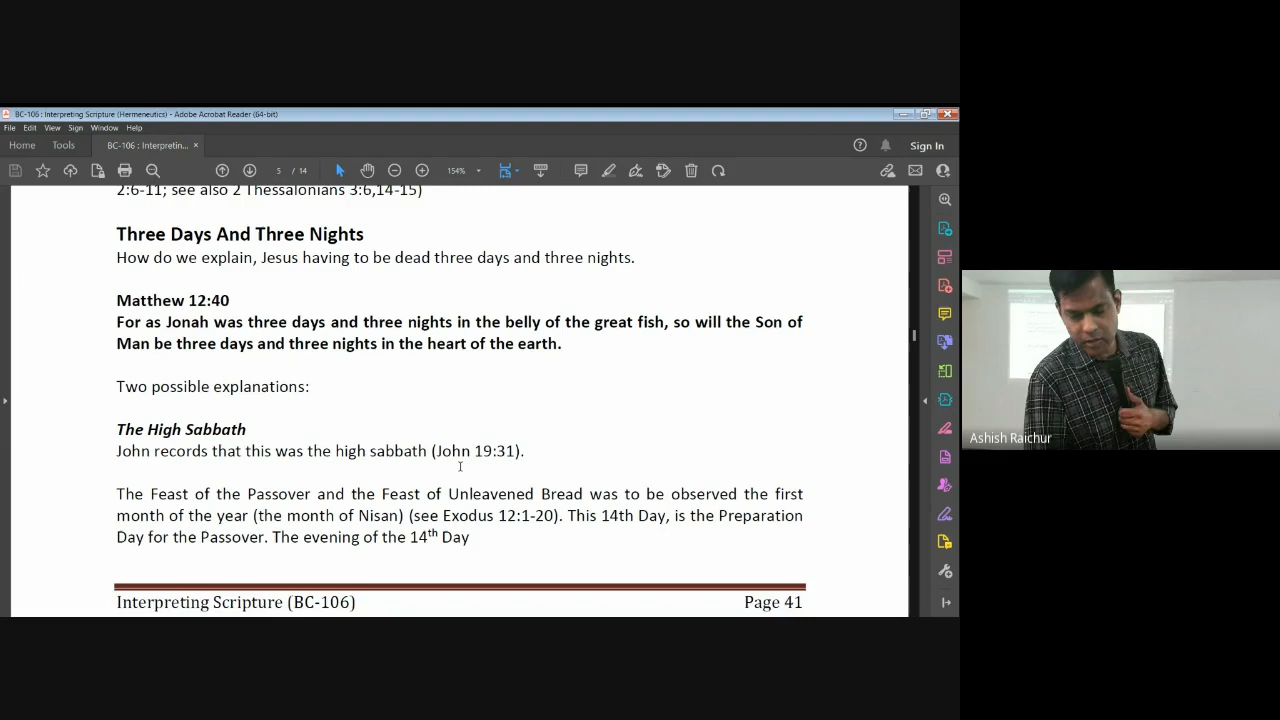 BC-106 : Interpreting Scripture (Hermeneutics) - Adobe Acrobat Reader (64-bit)
File Edit View Sign Window Help
Home Tools BC-106 : Interpretin... × Sign In
5 / 14 154%
2:6-11; see also 2 Thessalonians 3:6,14-15)
Three Days And Three Nights
How do we explain, Jesus having to be dead three days and three nights.
Matthew 12:40
For as Jonah was three days and three nights in the belly of the great fish, so will the Son of
Man be three days and three nights in the heart of the earth.
Two possible explanations:
The High Sabbath
John records that this was the high sabbath (John 19:31).
The Feast of the Passover and the Feast of Unleavened Bread was to be observed the first
month of the year (the month of Nisan) (see Exodus 12:1-20). This 14th Day, is the Preparation
Day for the Passover. The evening of the 14th Day
Interpreting Scripture (BC-106) Page 41
Ashish Raichur